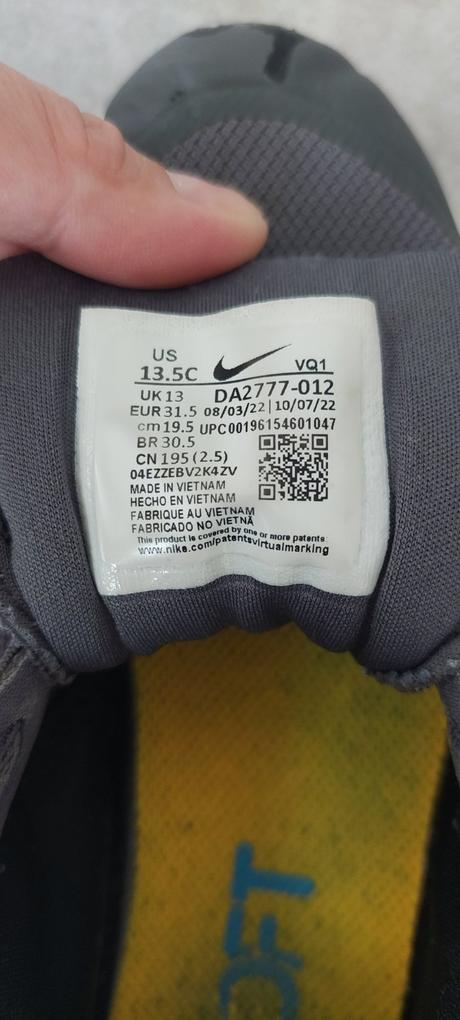 US
13.5C
VQ1
UK 13
DA2777-012
EUR 31.5
08/03/22 | 10/07/22
cm 19.5
UPC00196154601047
BR 30.5
CN 195 (2.5)
04EZZEBV2K4ZV
MADE IN VIETNAM
HECHO EN VIETNAM
FABRIQUE AU VIETNAM
FABRICADO NO VIETNÃ
This product is covered by one or more patents
www.nike.com/patentsvirtualmarking
OFT